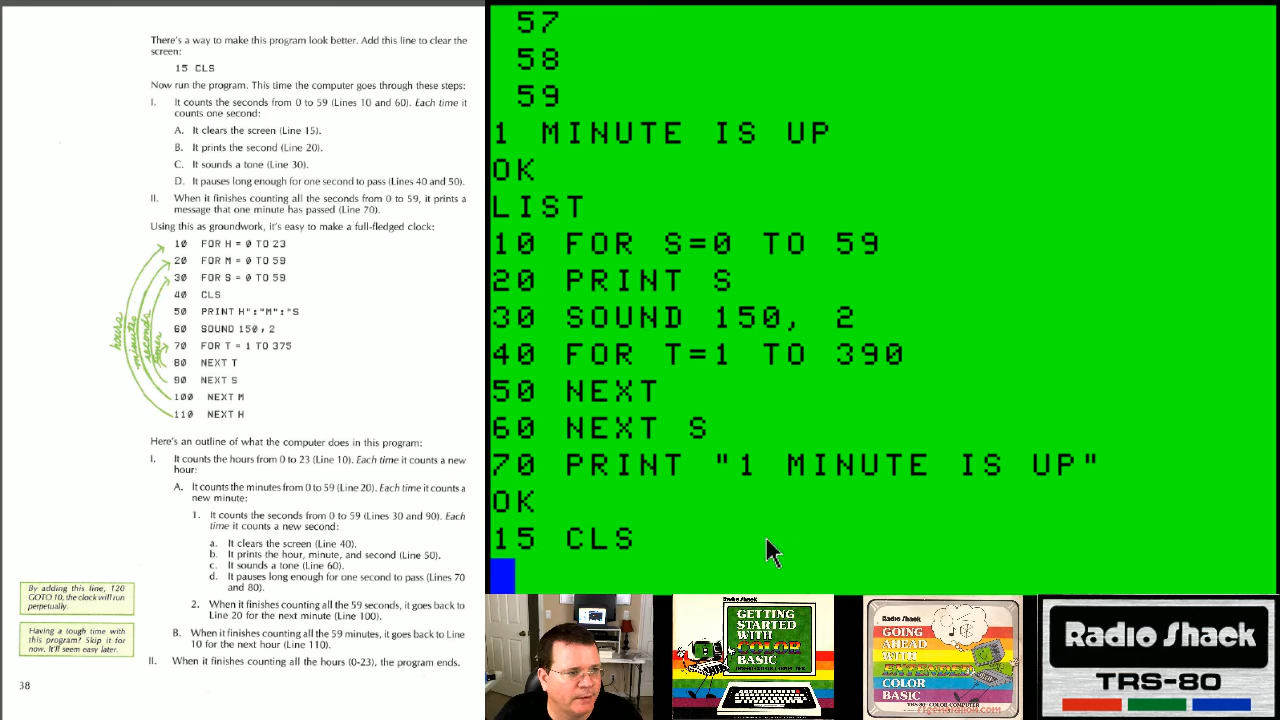 There's a way to make this program look better. Add this line to clear the
screen:
15 CLS
Now run the program. This time the computer goes through these steps:
I. It counts the seconds from 0 to 59 (Lines 10 and 60). Each time it
counts one second:
A. It clears the screen (Line 15).
B. It prints the second (Line 20).
C. It sounds a tone (Line 30).
D. It pauses long enough for one second to pass (Lines 40 and 50).
II. When it finishes counting all the seconds from 0 to 59, it prints a
message that one minute has passed (Line 70).
Using this as groundwork, it's easy to make a full-fledged clock:
10 FOR H = 0 TO 23
20 FOR M = 0 TO 59
30 FOR S = 0 TO 59
40 CLS
50 PRINT H":"M":"S
60 SOUND 150, 2
70 FOR T = 1 TO 375
80 NEXT T
90 NEXT S
100 NEXT M
110 NEXT H
hours
minutes
seconds
Here's an outline of what the computer does in this program:
I. It counts the hours from 0 to 23 (Line 10). Each time it counts a new
hour:
A. It counts the minutes from 0 to 59 (Line 20). Each time it counts a
new minute:
1. It counts the seconds from 0 to 59 (Lines 30 and 90). Each
time it counts a new second:
a. It clears the screen (Line 40).
b. It prints the hour, minute, and second (Line 50).
c. It sounds a tone (Line 60).
d. It pauses long enough for one second to pass (Lines 70
and 80).
2. When it finishes counting all the 59 seconds, it goes back to
Line 20 for the next minute (Line 100).
B. When it finishes counting all the 59 minutes, it goes back to Line
10 for the next hour (Line 110).
II. When it finishes counting all the hours (0-23), the program ends.
By adding this line, 120
GOTO 10, the clock will run
perpetually.
Having a tough time with
this program? Skip it for
now. It'll seem easy later.
38
57
58
59
1 MINUTE IS UP
OK
LIST
10 FOR S=0 TO 59
20 PRINT S
30 SOUND 150, 2
40 FOR T=1 TO 390
50 NEXT
60 NEXT S
70 PRINT "1 MINUTE IS UP"
OK
15 CLS
Radio Shack
GETTING
STARTED
WITH
COLOR
BASIC
Radio Shack
GOING
AHEAD
WITH
EXTENDED
COLOR
BASIC
TRS-80 COLOR COMPUTER
Radio Shack
TRS-80